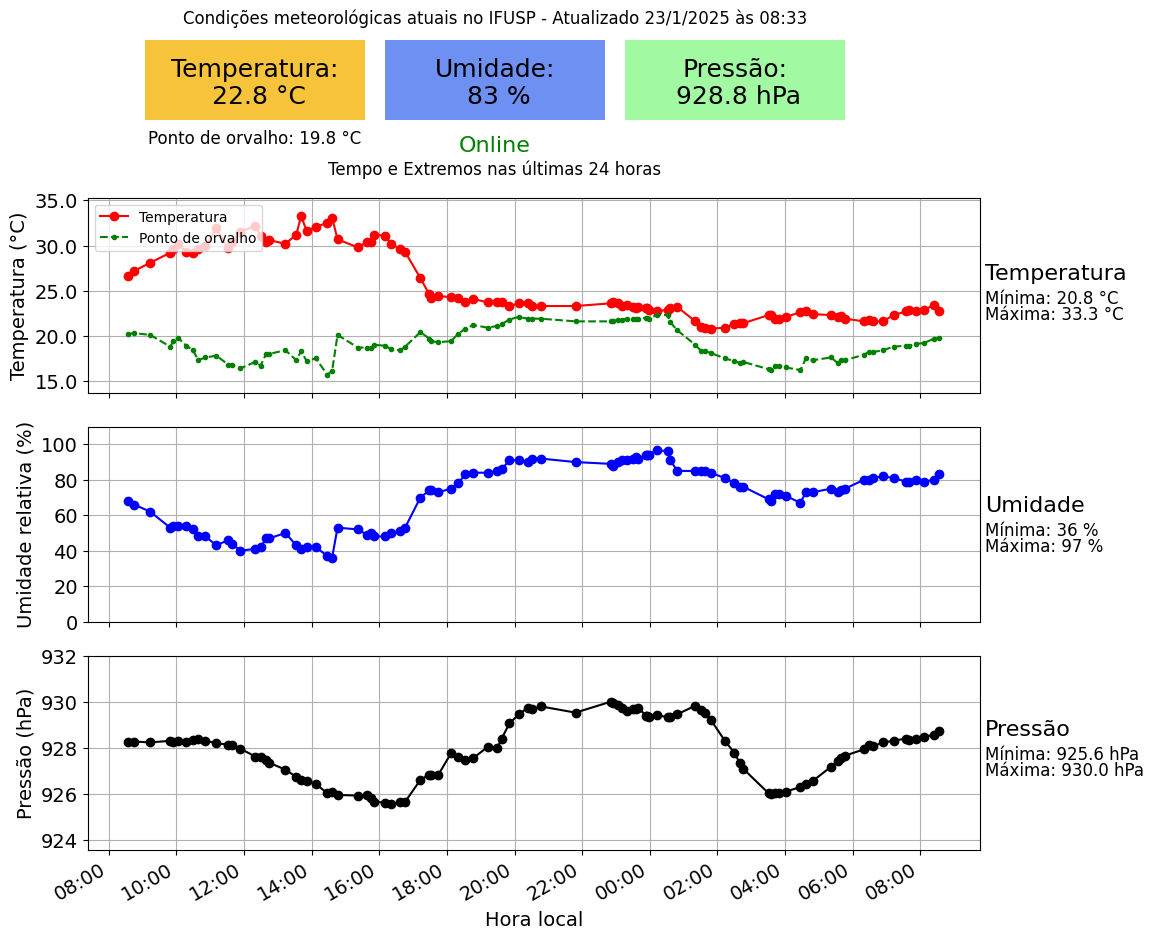 Condições meteorológicas atuais no IFUSP - Atualizado 23/1/2025 às 08:33
Temperatura:
22.8 °C
Umidade:
83 %
Pressão:
928.8 hPa
Ponto de orvalho: 19.8 °C
Online
Tempo e Extremos nas últimas 24 horas
Temperatura (°C)
35.0
30.0
25.0
20.0
15.0
Temperatura
Ponto de orvalho
Temperatura
Mínima: 20.8 °C
Máxima: 33.3 °C
Umidade relativa (%)
100
80
60
40
20
0
Umidade
Mínima: 36 %
Máxima: 97 %
Pressão (hPa)
932
930
928
926
924
Pressão
Mínima: 925.6 hPa
Máxima: 930.0 hPa
08:00
10:00
12:00
14:00
16:00
18:00
20:00
22:00
00:00
02:00
04:00
06:00
08:00
Hora local